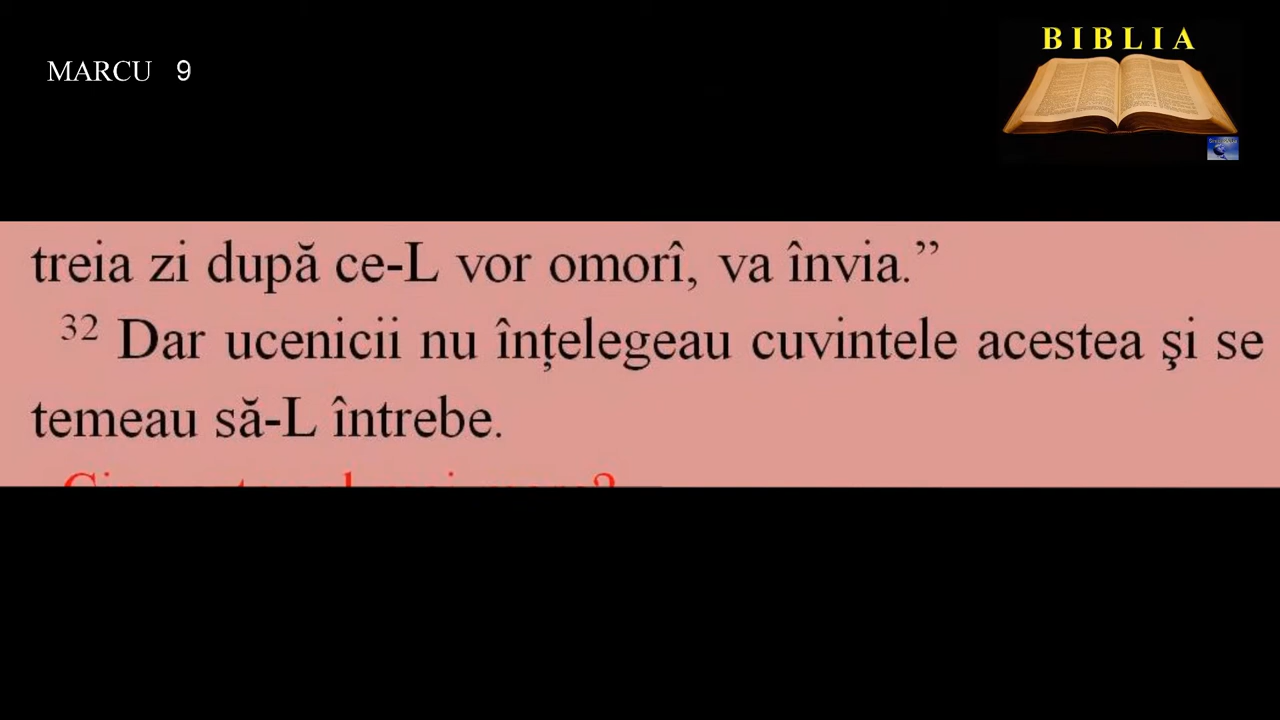 MARCU 9
BIBLIA
treia zi după ce-L vor omorî, va învia.”
32 Dar ucenicii nu înțelegeau cuvintele acestea şi se
temeau să-L întrebe.